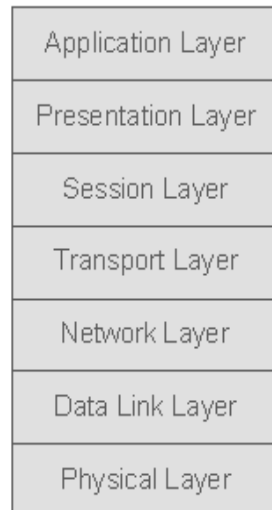 Application Layer
Presentation Layer
Session Layer
Transport Layer
Network Layer
Data Link Layer
Physical Layer